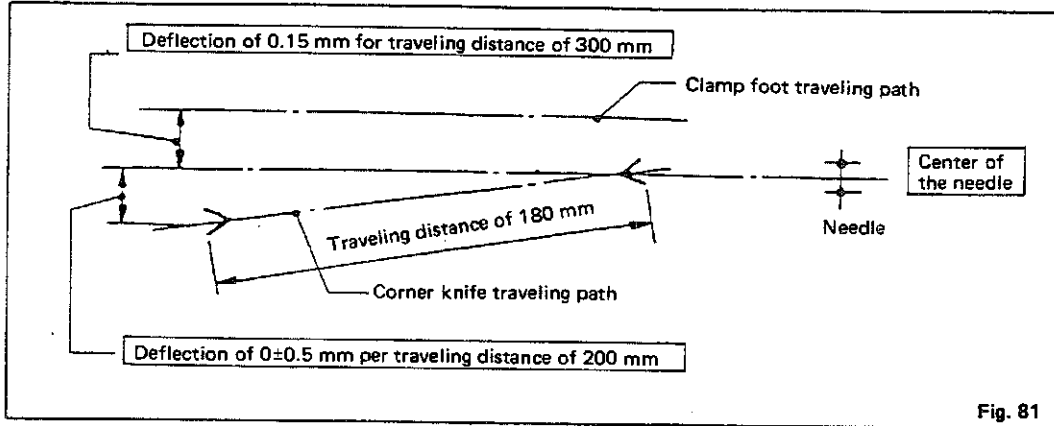 Deflection of 0.15 mm for traveling distance of 300 mm
Clamp foot traveling path
Center of
the needle
Needle
Traveling distance of 180 mm
Corner knife traveling path
Deflection of 0±0.5 mm per traveling distance of 200 mm
Fig. 81